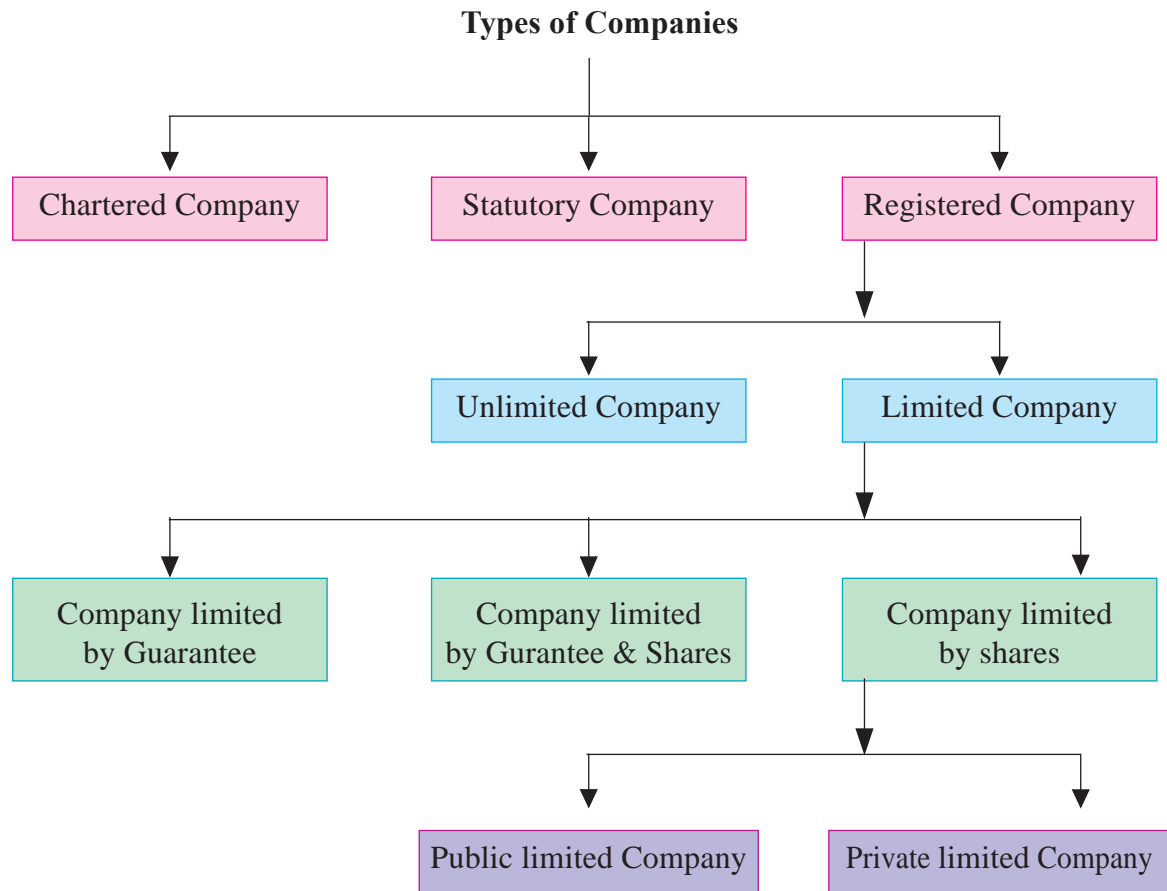 Types of Companies
Chartered Company
Statutory Company
Registered Company
Unlimited Company
Limited Company
Company limited
by Guarantee
Company limited
by Gurantee & Shares
Company limited
by shares
Public limited Company
Private limited Company